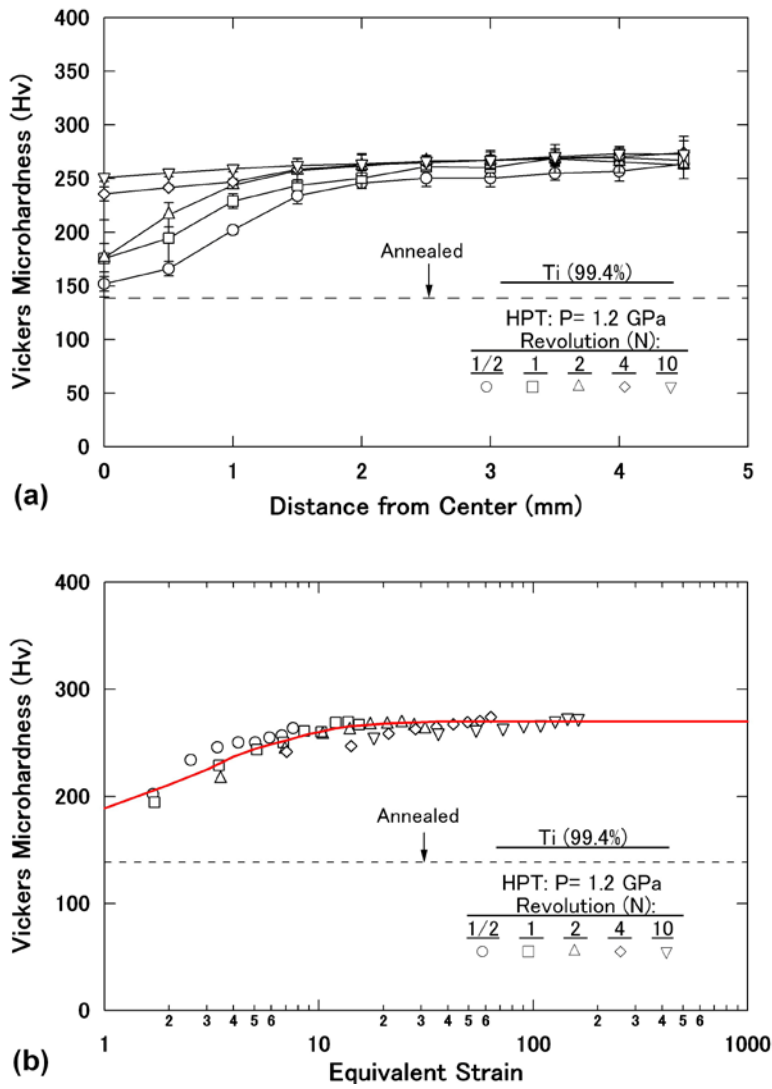 400
350
300
250
200
150
100
50
0
Vickers Microhardness (Hv)
Annealed
Ti (99.4%)
HPT: P= 1.2 GPa
Revolution (N):
1/2 1 2 4 10
0 1 2 3 4 5
(a)
Distance from Center (mm)
400
300
200
100
0
Vickers Microhardness (Hv)
Annealed
Ti (99.4%)
HPT: P= 1.2 GPa
Revolution (N):
1/2 1 2 4 10
1 2 3 4 5 6 10 2 3 4 5 6 100 2 3 4 5 6 1000
(b)
Equivalent Strain